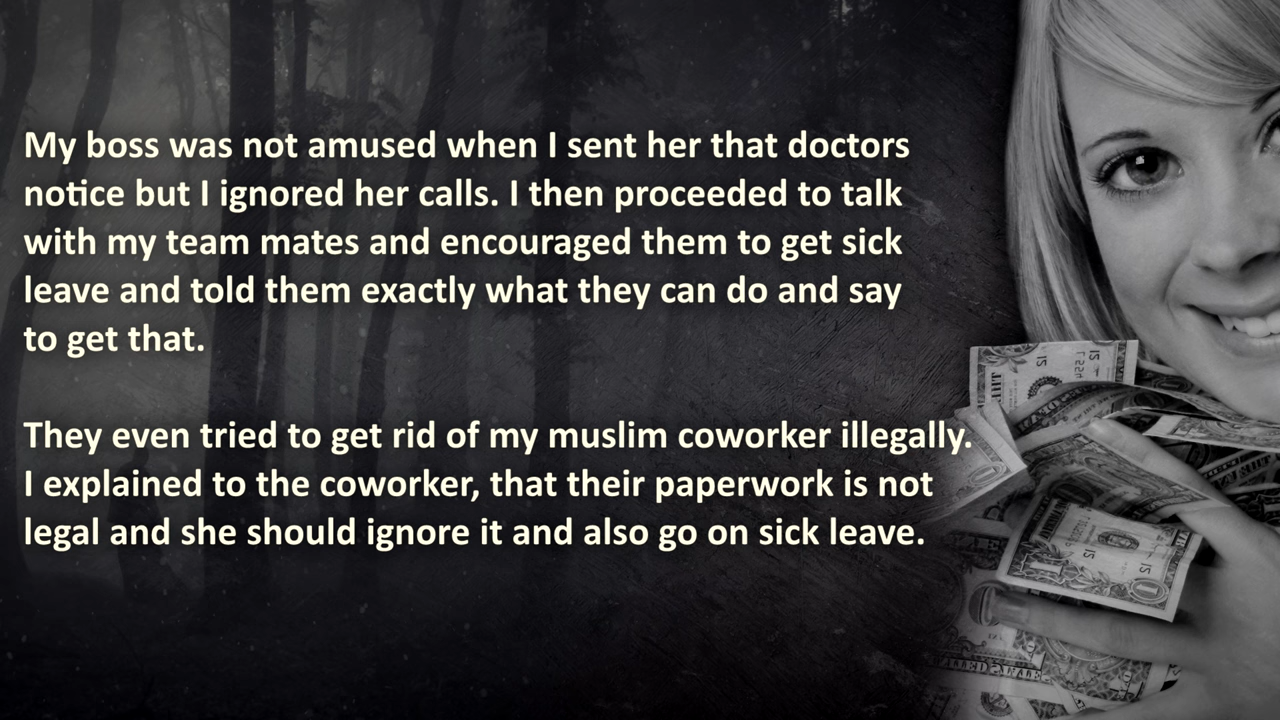 My boss was not amused when I sent her that doctors
notice but I ignored her calls. I then proceeded to talk
with my team mates and encouraged them to get sick
leave and told them exactly what they can do and say
to get that.
They even tried to get rid of my muslim coworker illegally.
I explained to the coworker, that their paperwork is not
legal and she should ignore it and also go on sick leave.